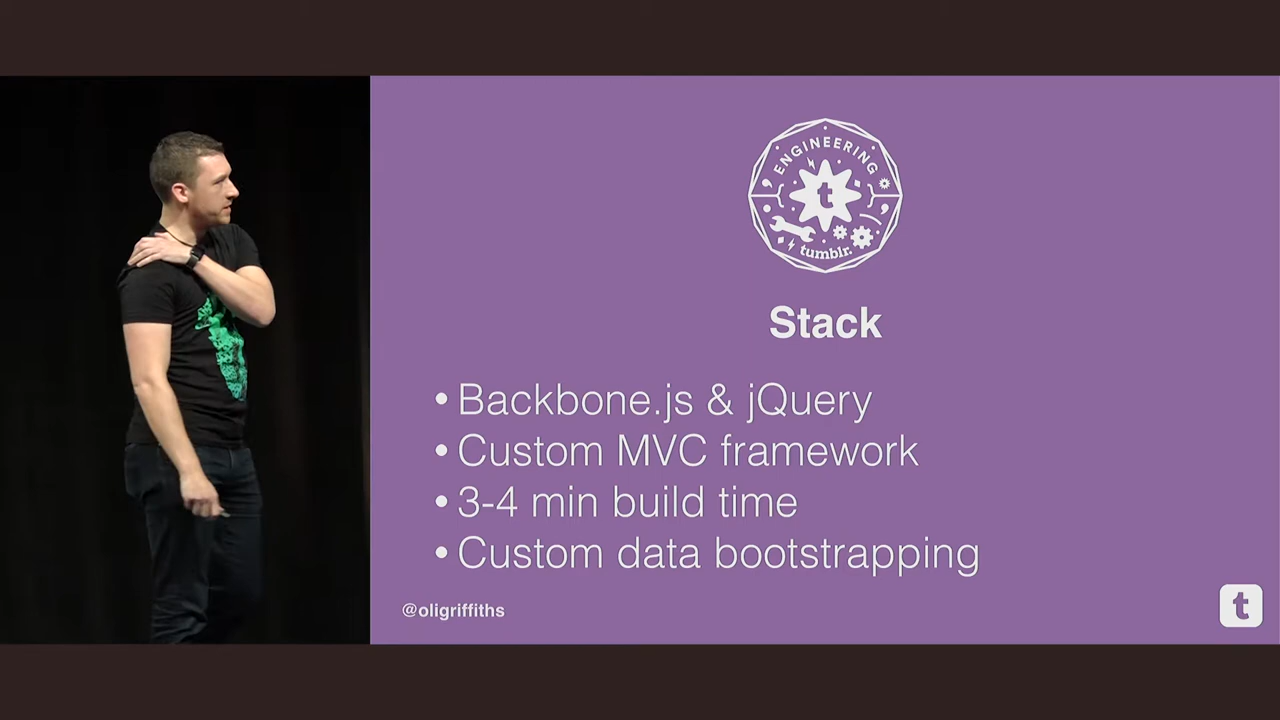 ENGINEERING
t
tumblr.
Stack
• Backbone.js & jQuery
• Custom MVC framework
• 3-4 min build time
• Custom data bootstrapping
@oligriffiths
t